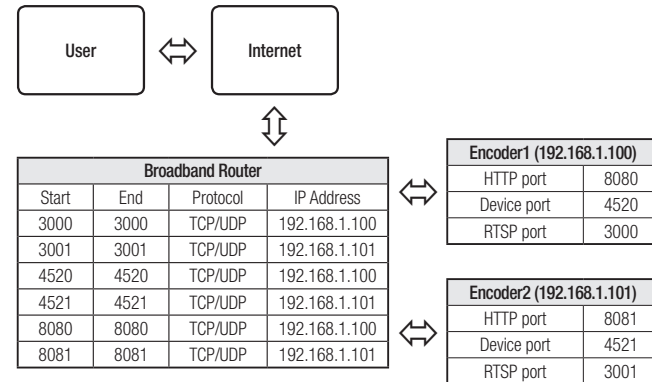 User
Internet
Broadband Router
Start End Protocol IP Address
3000 3000 TCP/UDP 192.168.1.100
3001 3001 TCP/UDP 192.168.1.101
4520 4520 TCP/UDP 192.168.1.100
4521 4521 TCP/UDP 192.168.1.101
8080 8080 TCP/UDP 192.168.1.100
8081 8081 TCP/UDP 192.168.1.101
Encoder1 (192.168.1.100)
HTTP port 8080
Device port 4520
RTSP port 3000
Encoder2 (192.168.1.101)
HTTP port 8081
Device port 4521
RTSP port 3001